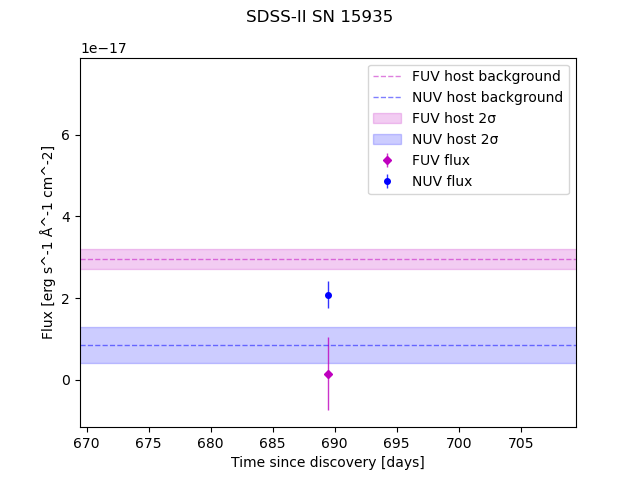 SDSS-II SN 15935
1e−17
FUV host background
NUV host background
FUV host 2σ
NUV host 2σ
FUV flux
NUV flux
Flux [erg s^-1 Å^-1 cm^-2]
6
4
2
0
670 675 680 685 690 695 700 705
Time since discovery [days]